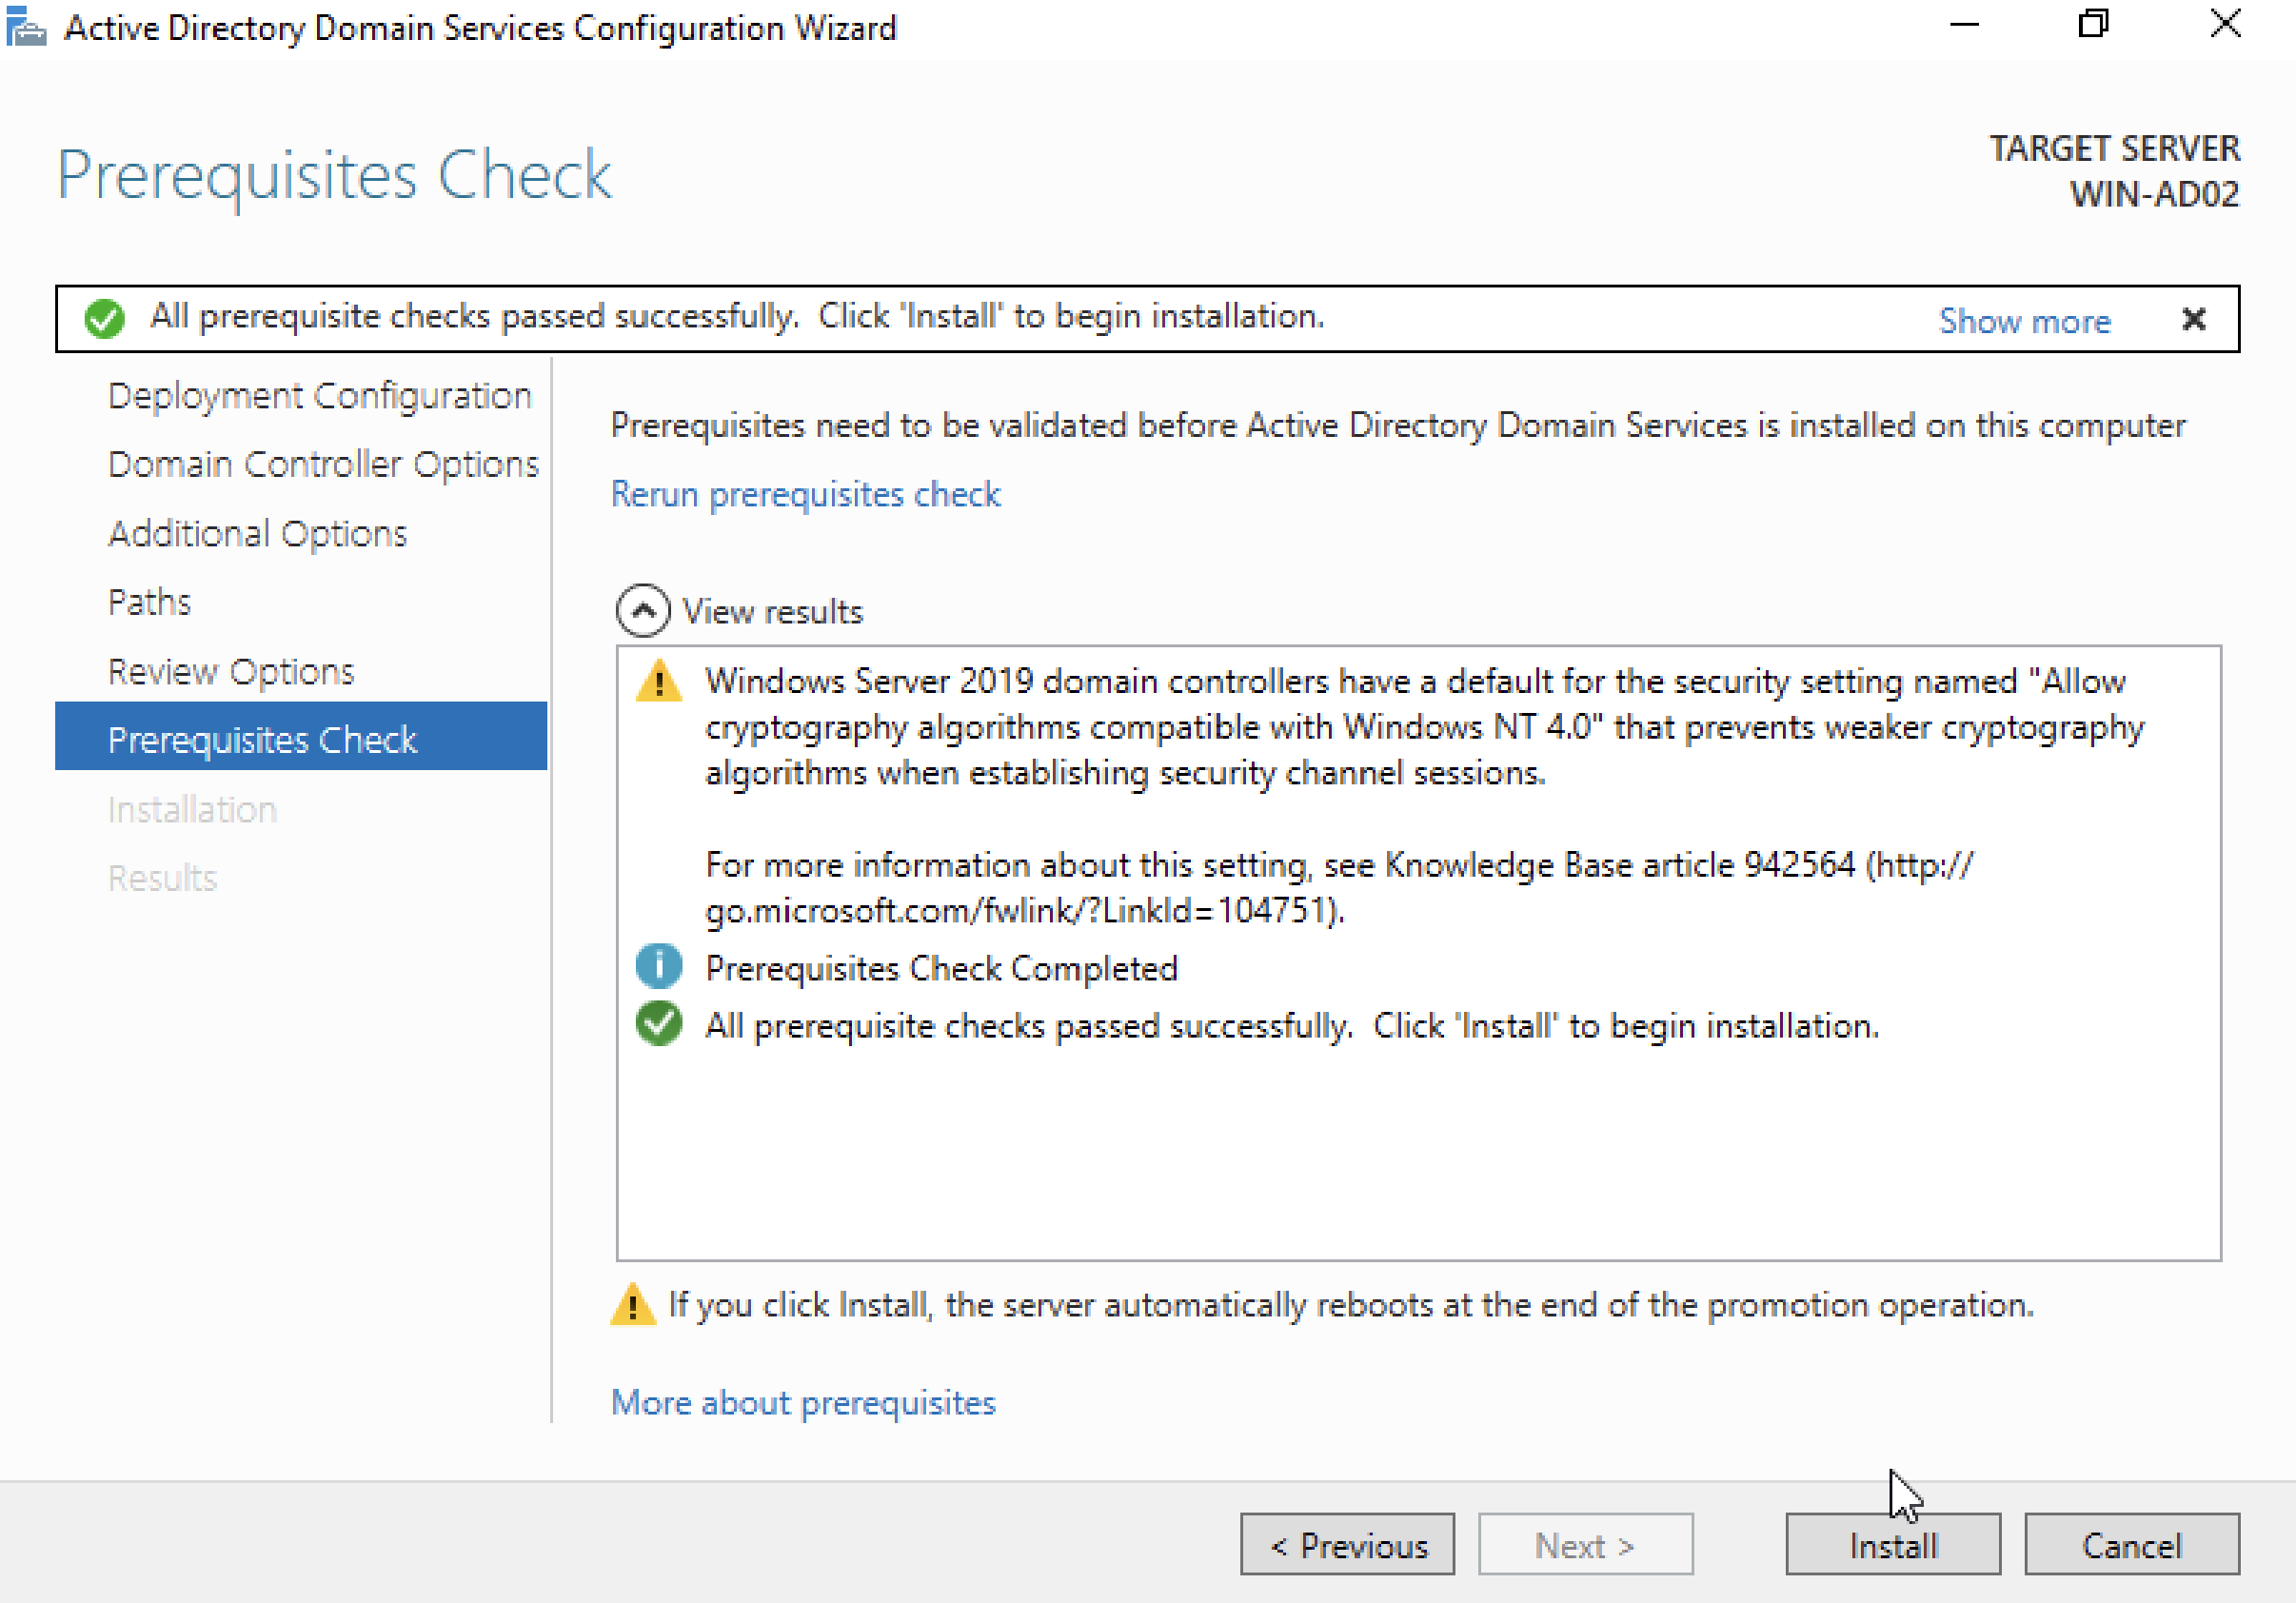 Active Directory Domain Services Configuration Wizard
Prerequisites Check
TARGET SERVER
WIN-AD02
All prerequisite checks passed successfully.  Click 'Install' to begin installation.
Show more
Deployment Configuration
Domain Controller Options
Additional Options
Paths
Review Options
Prerequisites Check
Installation
Results
Prerequisites need to be validated before Active Directory Domain Services is installed on this computer
Rerun prerequisites check
View results
Windows Server 2019 domain controllers have a default for the security setting named "Allow
cryptography algorithms compatible with Windows NT 4.0" that prevents weaker cryptography
algorithms when establishing security channel sessions.
For more information about this setting, see Knowledge Base article 942564 (http://
go.microsoft.com/fwlink/?LinkId=104751).
Prerequisites Check Completed
All prerequisite checks passed successfully.  Click 'Install' to begin installation.
If you click Install, the server automatically reboots at the end of the promotion operation.
More about prerequisites
< Previous
Next >
Install
Cancel